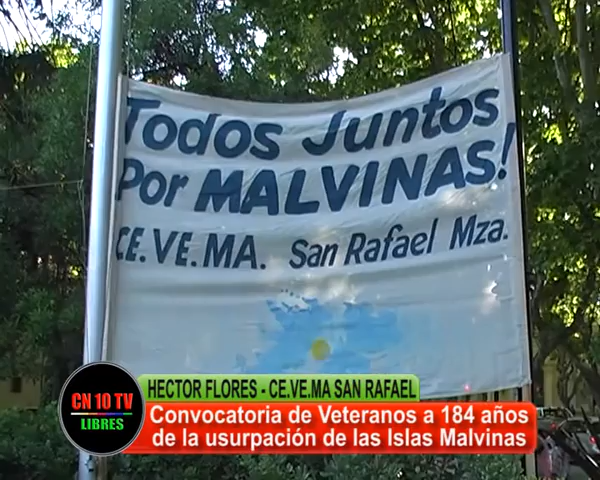 Todos Juntos
Por MALVINAS!
CE.VE.MA. San Rafael Mza.
CN 10 TV
LIBRES
HECTOR FLORES - CE.VE.MA SAN RAFAEL
Convocatoria de Veteranos a 184 años
de la usurpación de las Islas Malvinas